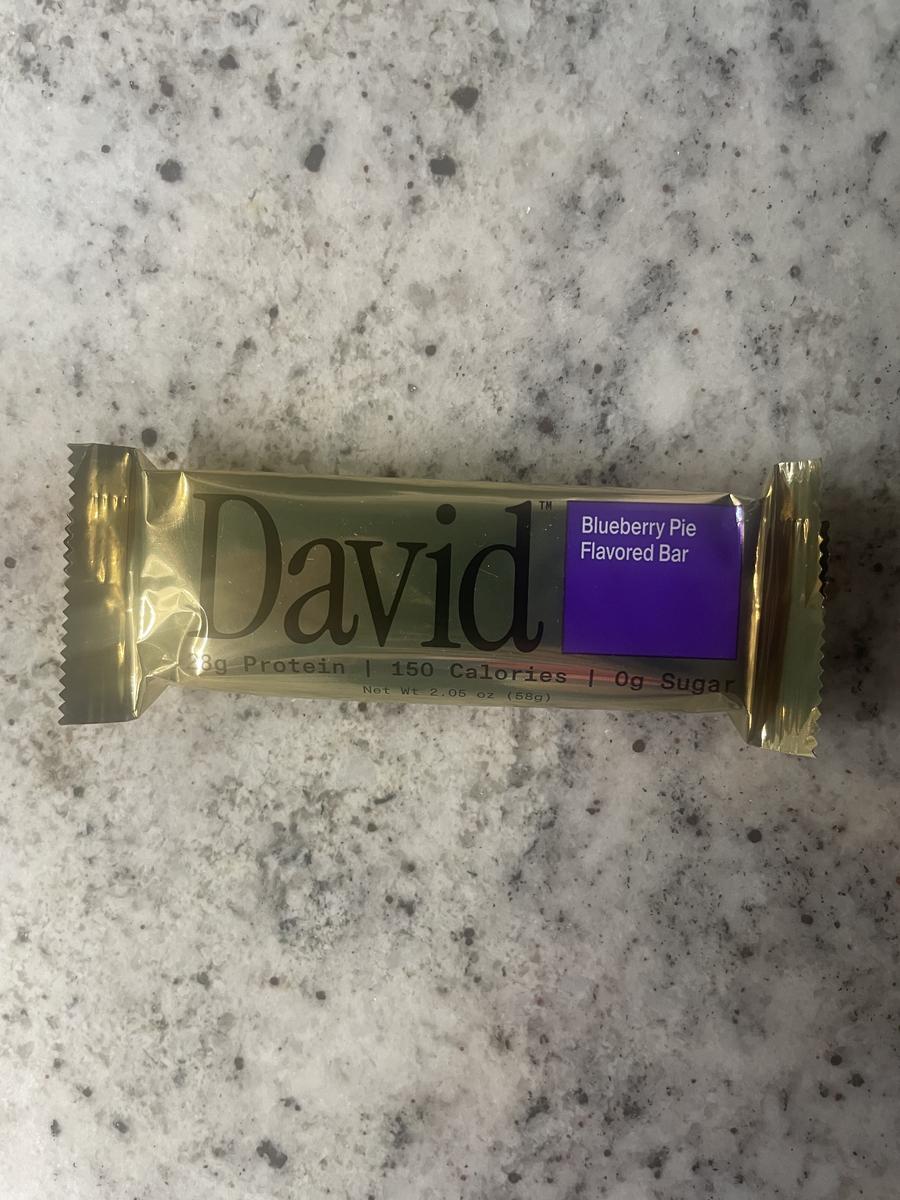 David™
Blueberry Pie
Flavored Bar
28g Protein | 150 Calories | 0g Sugar
Net Wt 2.05 oz (58g)